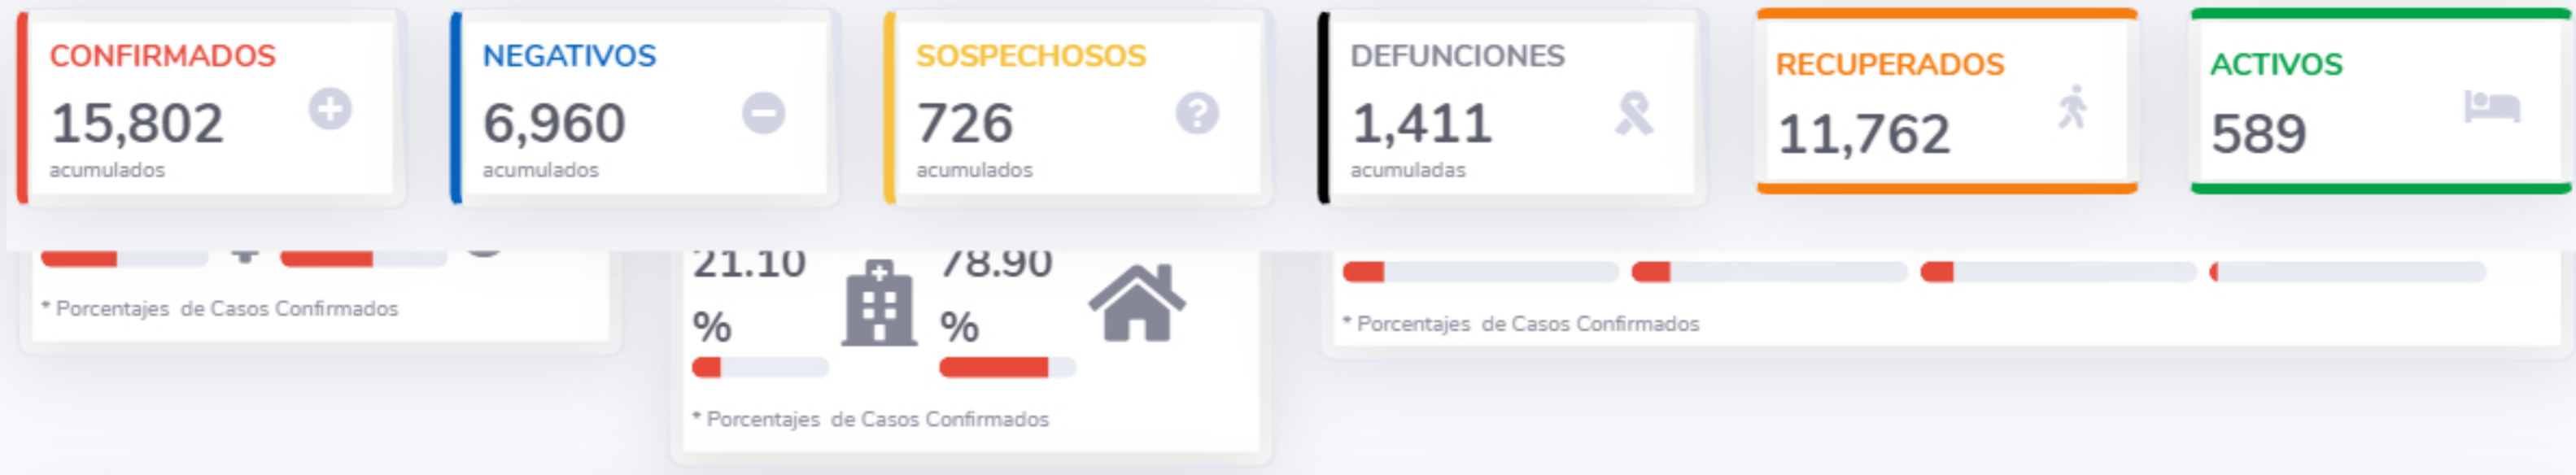 CONFIRMADOS
15,802
acumulados
NEGATIVOS
6,960
acumulados
SOSPECHOSOS
726
acumulados
DEFUNCIONES
1,411
acumuladas
RECUPERADOS
11,762
ACTIVOS
589
* Porcentajes de Casos Confirmados
21.10
%
78.90
%
* Porcentajes de Casos Confirmados
* Porcentajes de Casos Confirmados